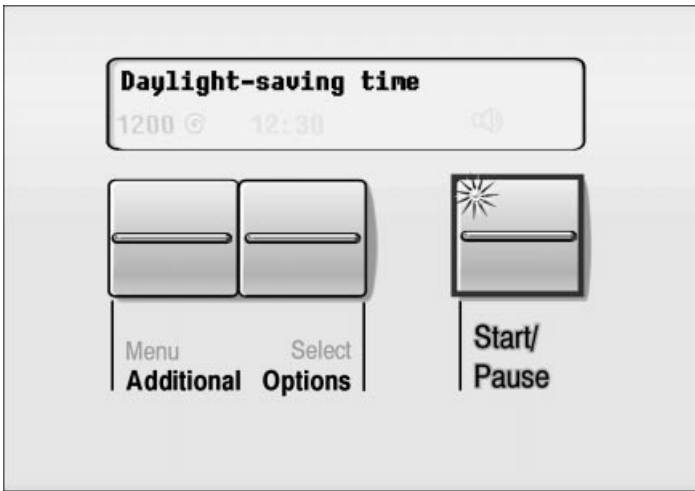 Daylight-saving time
1200 12:30
Menu Select
Additional Options
Start/
Pause